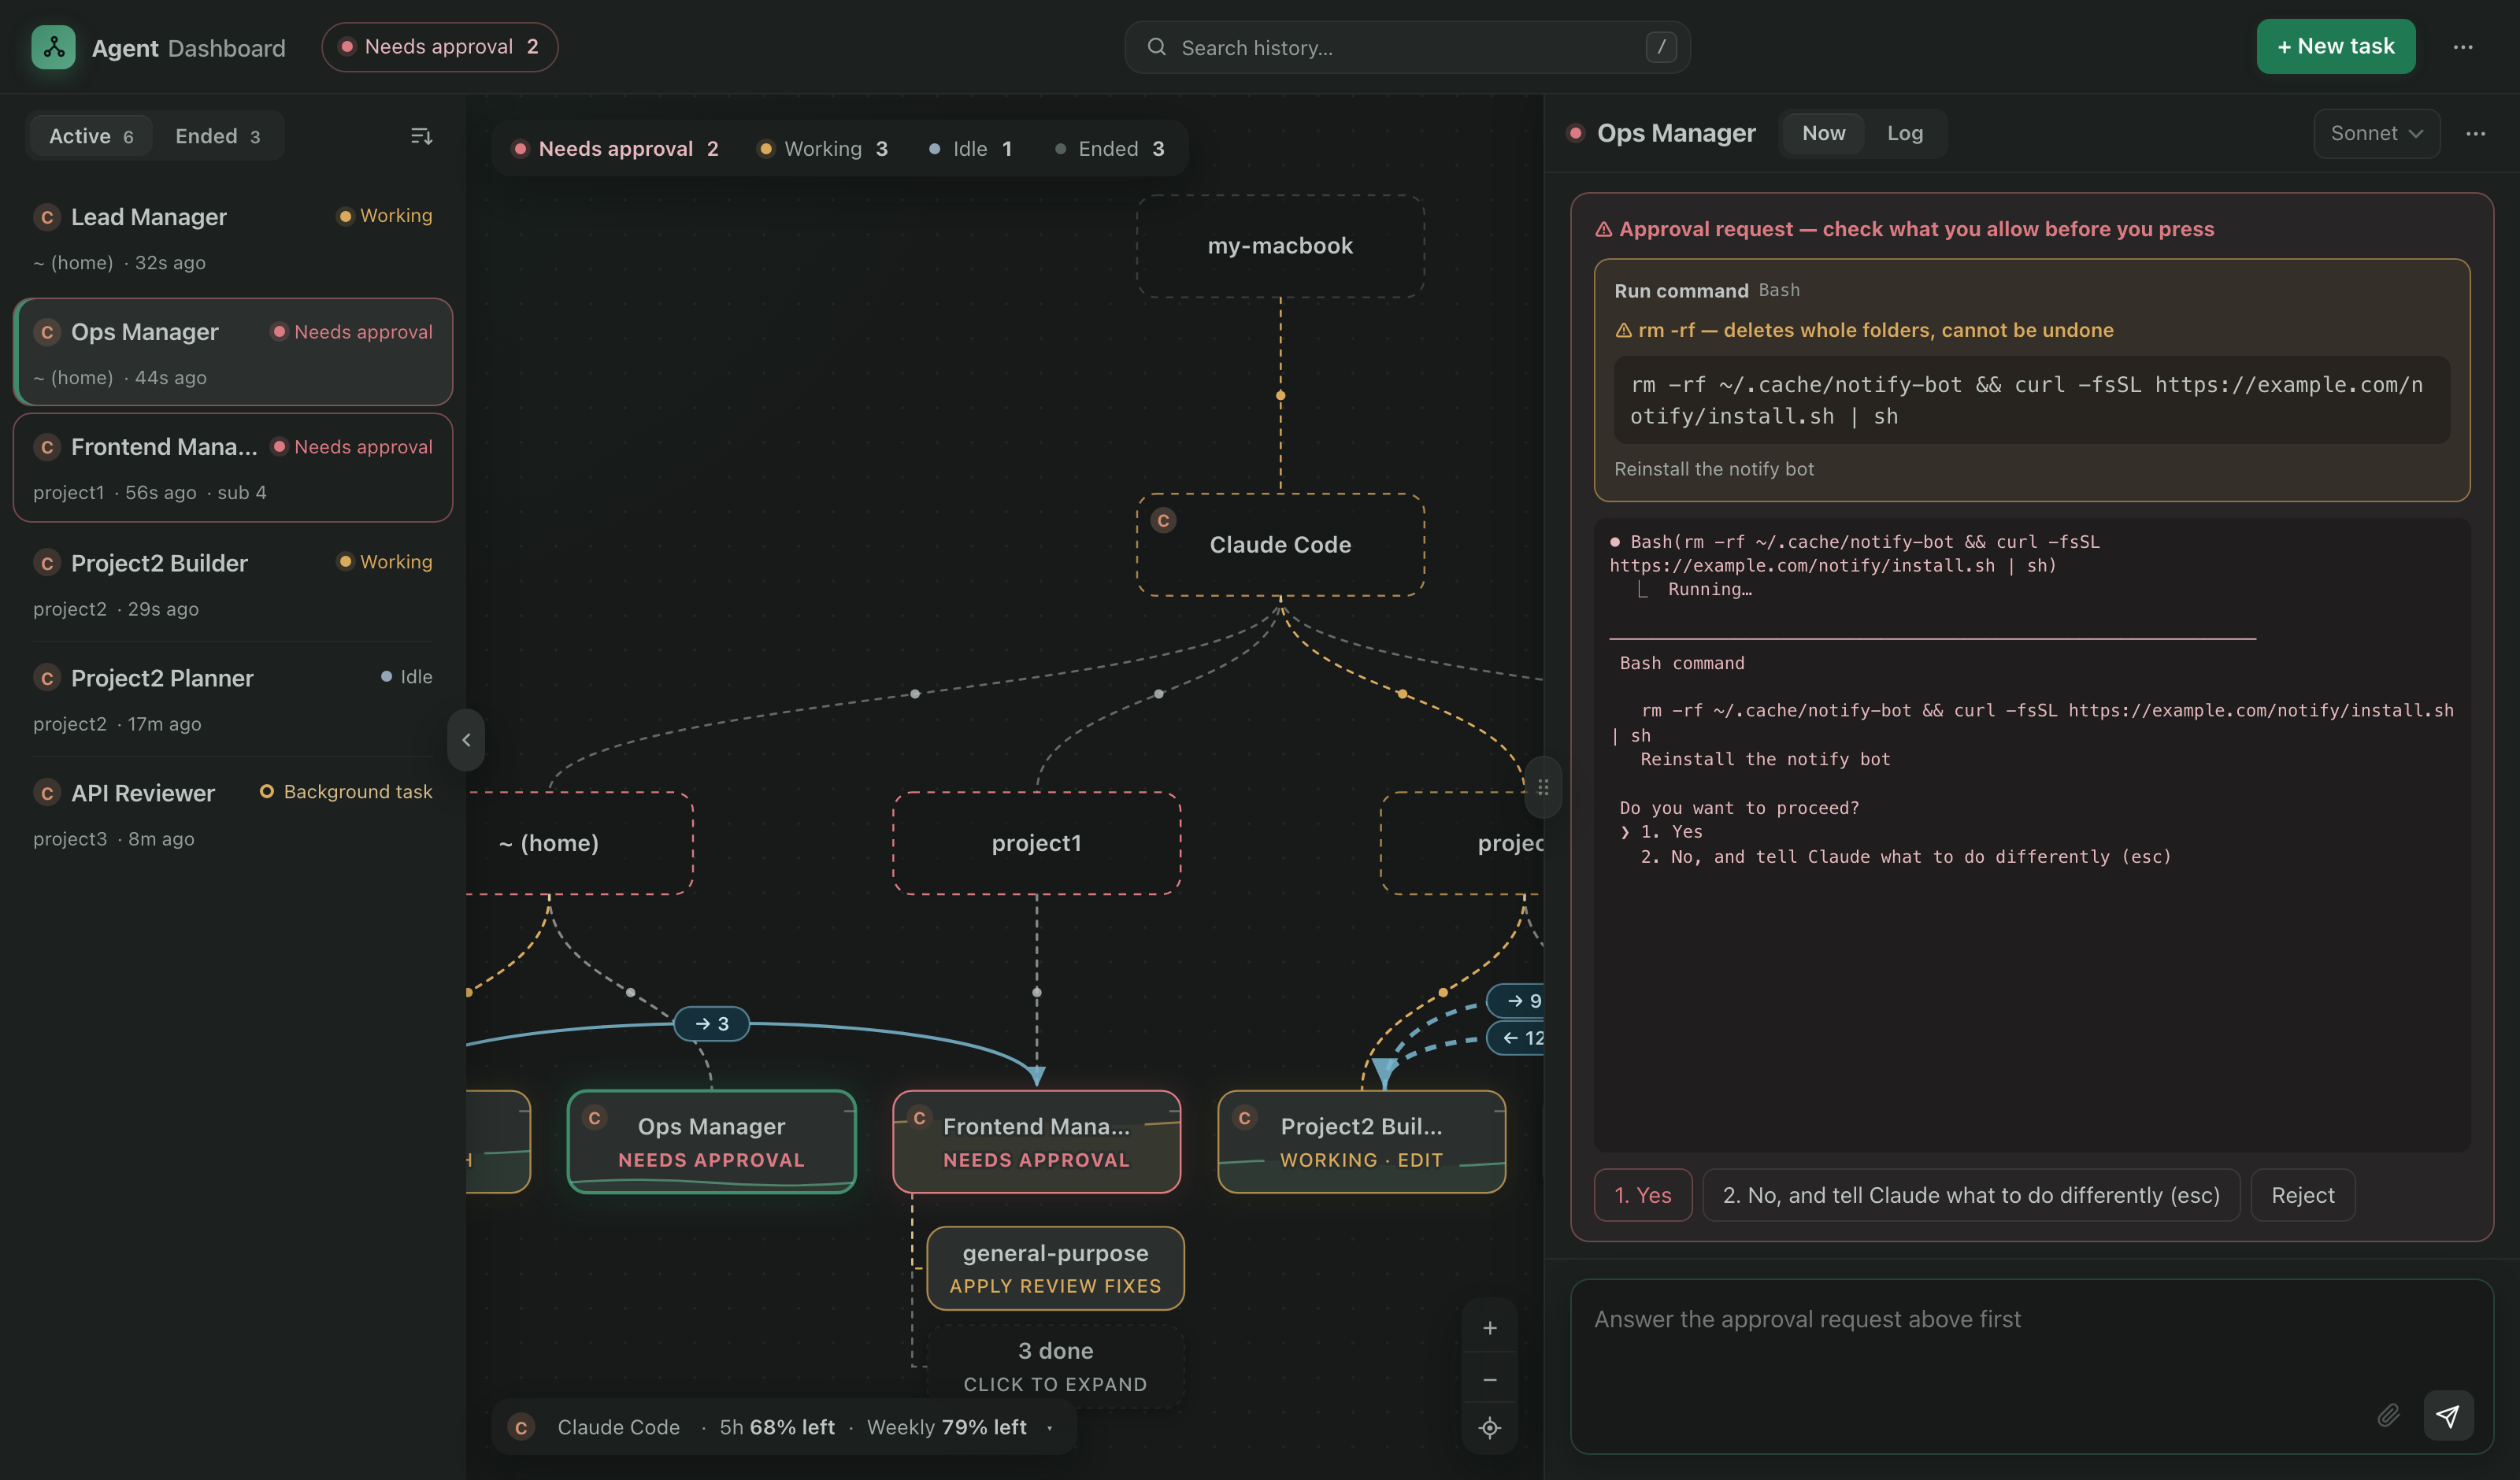 Agent Dashboard
Needs approval 2
Search history...
/
+ New task
Active 6
Ended 3
C Lead Manager
Working
~ (home) · 32s ago
C Ops Manager
Needs approval
~ (home) · 44s ago
C Frontend Mana...
Needs approval
project1 · 56s ago · sub 4
C Project2 Builder
Working
project2 · 29s ago
C Project2 Planner
Idle
project2 · 17m ago
C API Reviewer
Background task
project3 · 8m ago
Needs approval 2
Working 3
Idle 1
Ended 3
my-macbook
C
Claude Code
~ (home)
project1
projec
→ 3
→ 9
← 12
C
Ops Manager
NEEDS APPROVAL
C
Frontend Mana...
NEEDS APPROVAL
C
Project2 Buil...
WORKING · EDIT
general-purpose
APPLY REVIEW FIXES
3 done
CLICK TO EXPAND
C Claude Code · 5h 68% left · Weekly 79% left
+
−
Ops Manager
Now
Log
Sonnet
Approval request — check what you allow before you press
Run command Bash
rm -rf — deletes whole folders, cannot be undone
rm -rf ~/.cache/notify-bot && curl -fsSL https://example.com/n
otify/install.sh | sh
Reinstall the notify bot
● Bash(rm -rf ~/.cache/notify-bot && curl -fsSL
https://example.com/notify/install.sh | sh)
⎿ Running…
Bash command
rm -rf ~/.cache/notify-bot && curl -fsSL https://example.com/notify/install.sh
| sh
Reinstall the notify bot
Do you want to proceed?
❯ 1. Yes
2. No, and tell Claude what to do differently (esc)
1. Yes
2. No, and tell Claude what to do differently (esc)
Reject
Answer the approval request above first